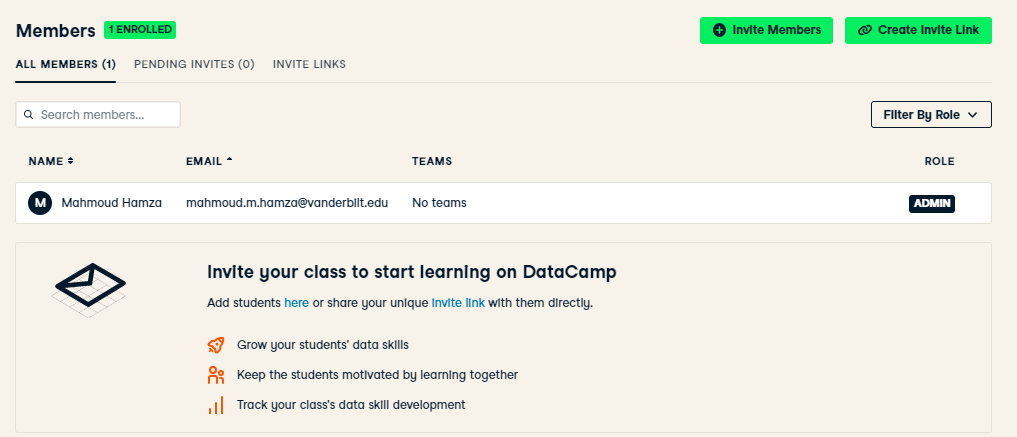 Members 1 ENROLLED Invite Members Create Invite Link
ALL MEMBERS (1) PENDING INVITES (0) INVITE LINKS
Search members... Filter By Role
NAME EMAIL TEAMS ROLE
M Mahmoud Hamza mahmoud.m.hamza@vanderbilt.edu No teams ADMIN
Invite your class to start learning on DataCamp
Add students here or share your unique invite link with them directly.
Grow your students' data skills
Keep the students motivated by learning together
Track your class's data skill development